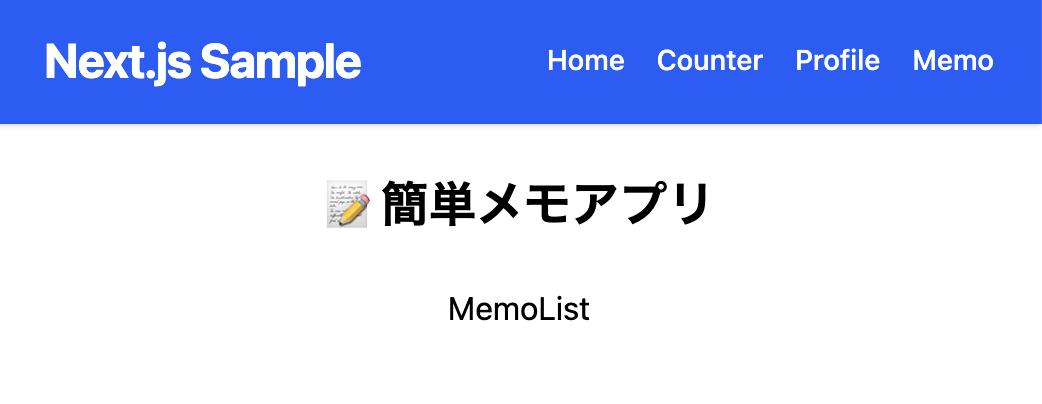 Next.js Sample
Home Counter Profile Memo
📝 簡単メモアプリ
MemoList